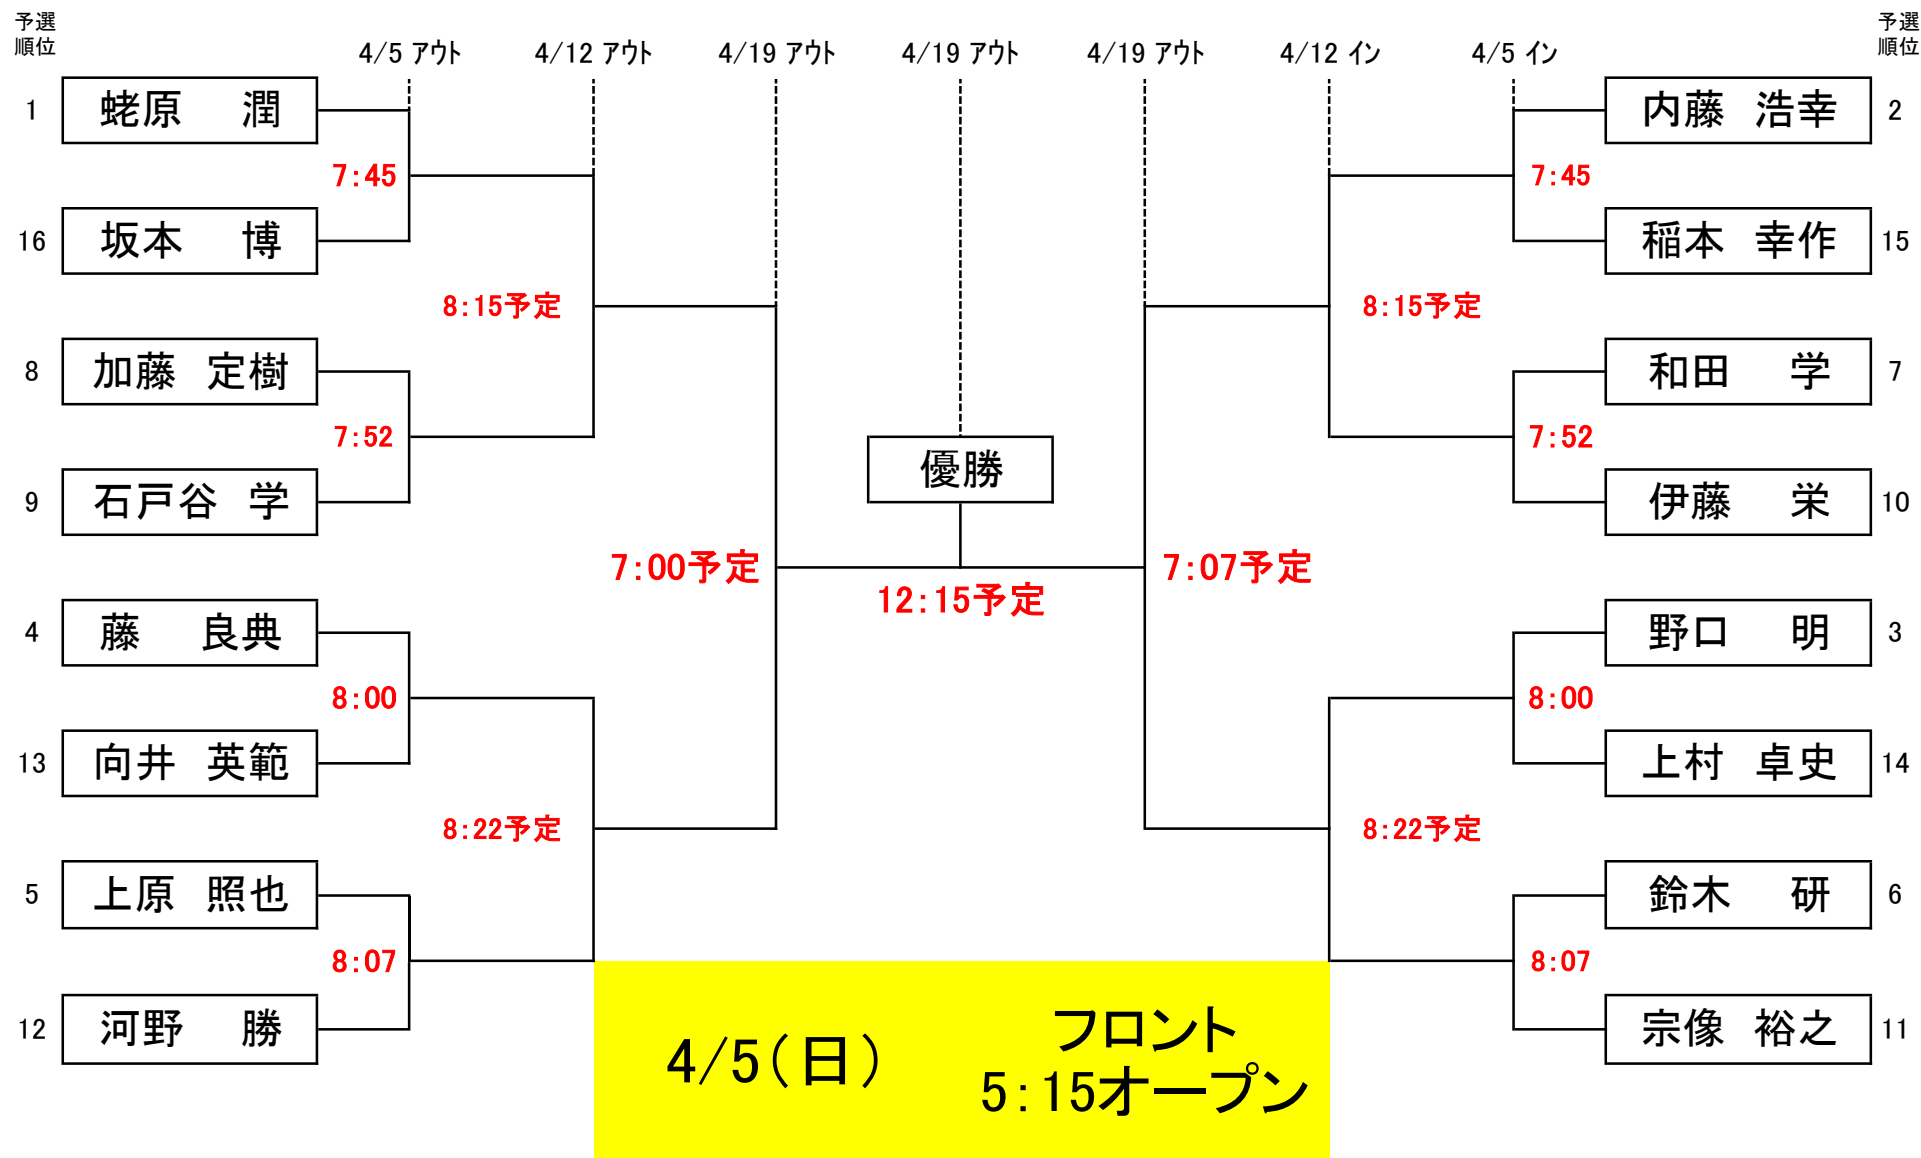 予選
順位
4/5 アウト
4/12 アウト
4/19 アウト
4/19 アウト
4/19 アウト
4/12 イン
4/5 イン
予選
順位
1
蛯原 潤
内藤 浩幸
2
7:45
7:45
16
坂本 博
稲本 幸作
15
8:15予定
8:15予定
8
加藤 定樹
和田 学
7
7:52
7:52
優勝
9
石戸谷 学
伊藤 栄
10
7:00予定
7:07予定
12:15予定
4
藤 良典
野口 明
3
8:00
8:00
13
向井 英範
上村 卓史
14
8:22予定
8:22予定
5
上原 照也
鈴木 研
6
8:07
8:07
12
河野 勝
宗像 裕之
11
4/5(日)
フロント
5:15オープン